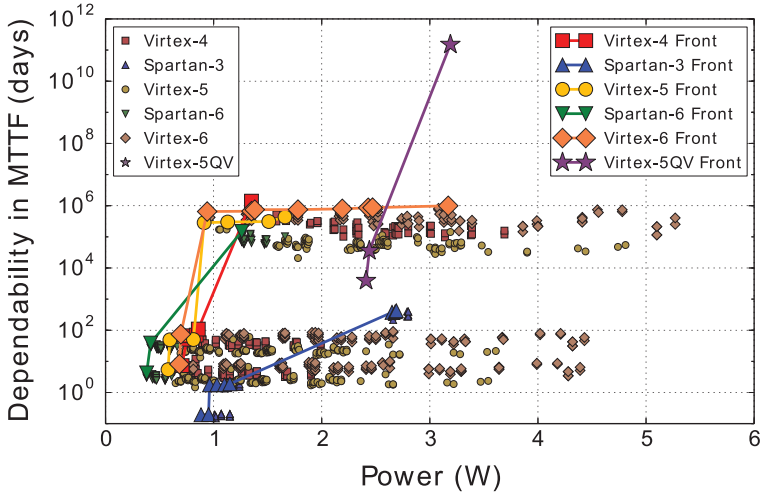 Dependability in MTTF (days)
10^12
10^10
10^8
10^6
10^4
10^2
10^0
Virtex-4
Spartan-3
Virtex-5
Spartan-6
Virtex-6
Virtex-5QV
Virtex-4 Front
Spartan-3 Front
Virtex-5 Front
Spartan-6 Front
Virtex-6 Front
Virtex-5QV Front
0 1 2 3 4 5 6
Power (W)